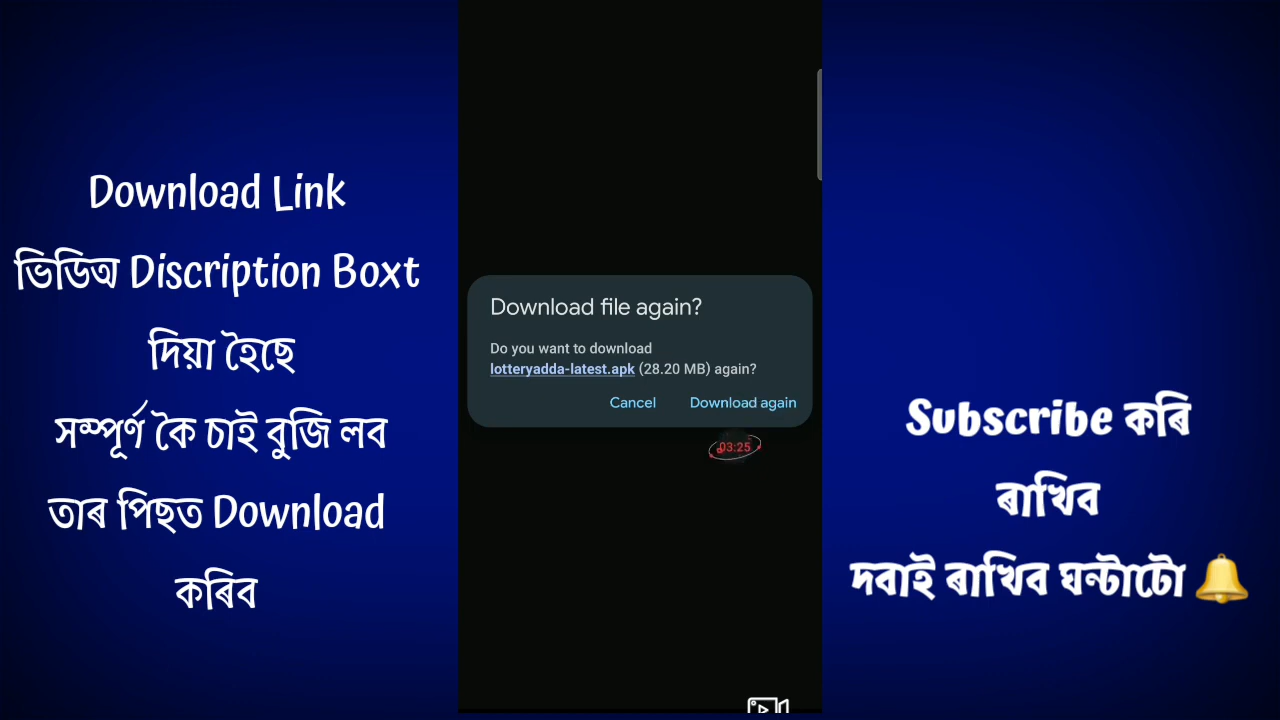 Download Link
ভিডিঅ Discription Boxt
দিয়া হৈছে
সম্পূৰ্ণ কৈ চাই বুজি লব
তাৰ পিছত Download
কৰিব
Download file again?
Do you want to download
lotteryadda-latest.apk (28.20 MB) again?
Cancel Download again
03:25
Subscribe কৰি
ৰাখিব
দবাই ৰাখিব ঘন্টাটো 🔔